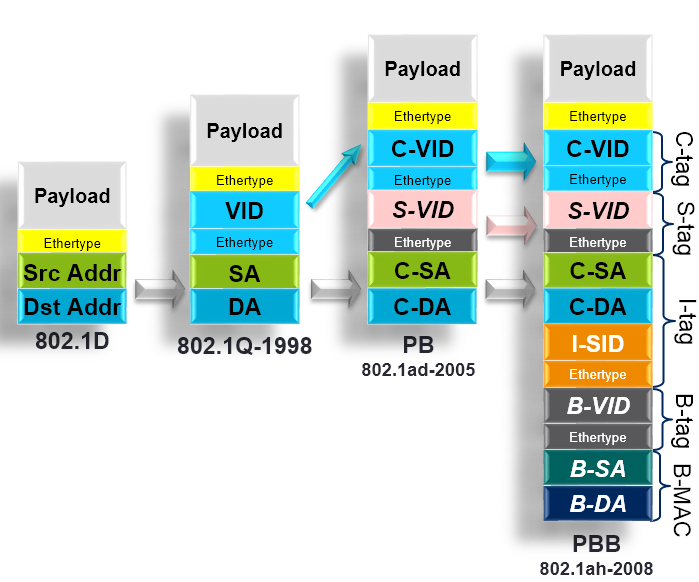 Payload
Ethertype
Src Addr
Dst Addr
802.1D
Payload
Ethertype
VID
Ethertype
SA
DA
802.1Q-1998
Payload
Ethertype
C-VID
Ethertype
S-VID
Ethertype
C-SA
C-DA
PB
802.1ad-2005
Payload
Ethertype
C-VID
Ethertype
S-VID
Ethertype
C-SA
C-DA
I-SID
Ethertype
B-VID
Ethertype
B-SA
B-DA
PBB
802.1ah-2008
C-tag
S-tag
I-tag
B-tag
B-MAC